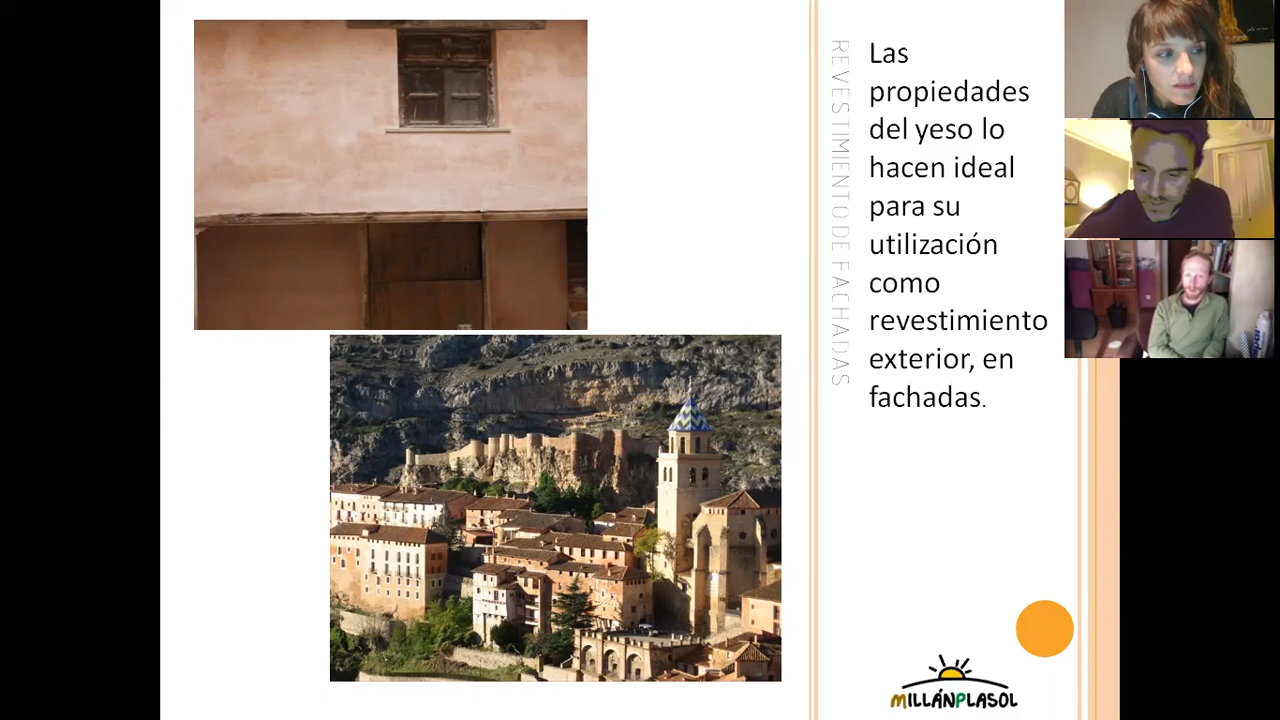 REVESTIMIENTO DE FACHADAS
Las
propiedades
del yeso lo
hacen ideal
para su
utilización
como
revestimiento
exterior, en
fachadas.
MILLÁNPLASOL